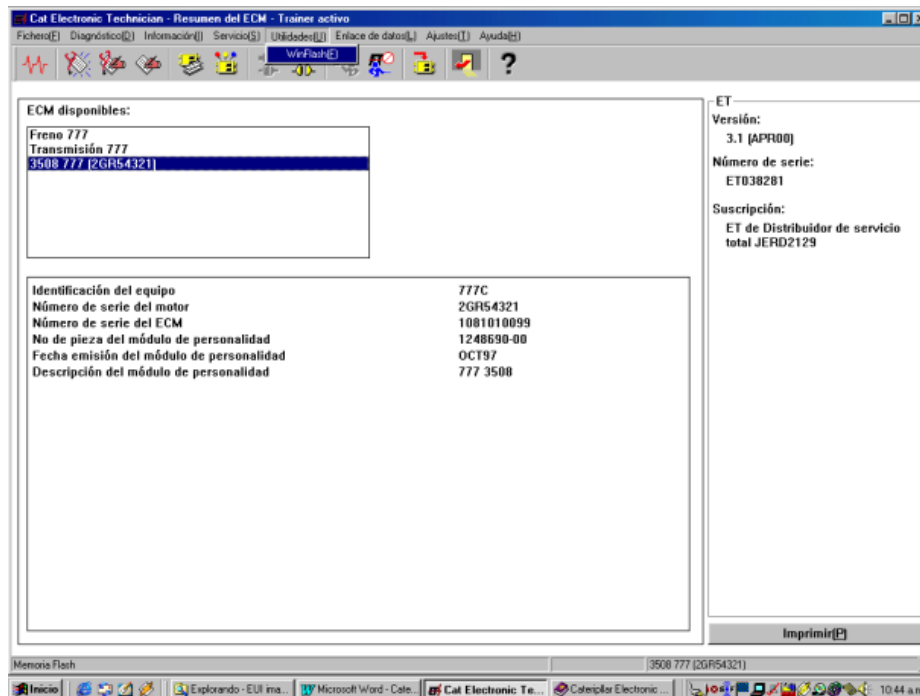 Cat Electronic Technician - Resumen del ECM - Trainer activo
Fichero(F) Diagnóstico(D) Información(I) Servicio(S) Utilidades(U) Enlace de datos(L) Ajustes(T) Ayuda(H)
WinFlash(F)
ECM disponibles:
Freno 777
Transmisión 777
3508 777 (2GR54321)
ET
Versión:
3.1 (APR00)
Número de serie:
ET038281
Suscripción:
ET de Distribuidor de servicio
total JERD2129
Identificación del equipo 777C
Número de serie del motor 2GR54321
Número de serie del ECM 1081010099
No de pieza del módulo de personalidad 1248690-00
Fecha emisión del módulo de personalidad OCT97
Descripción del módulo de personalidad 777 3508
Imprimir(P)
Memoria Flash 3508 777 (2GR54321)
Inicio Explorando - EUI ima... Microsoft Word - Cate... Cat Electronic Te... Caterpilar Electronic ... 10:44 a.m.